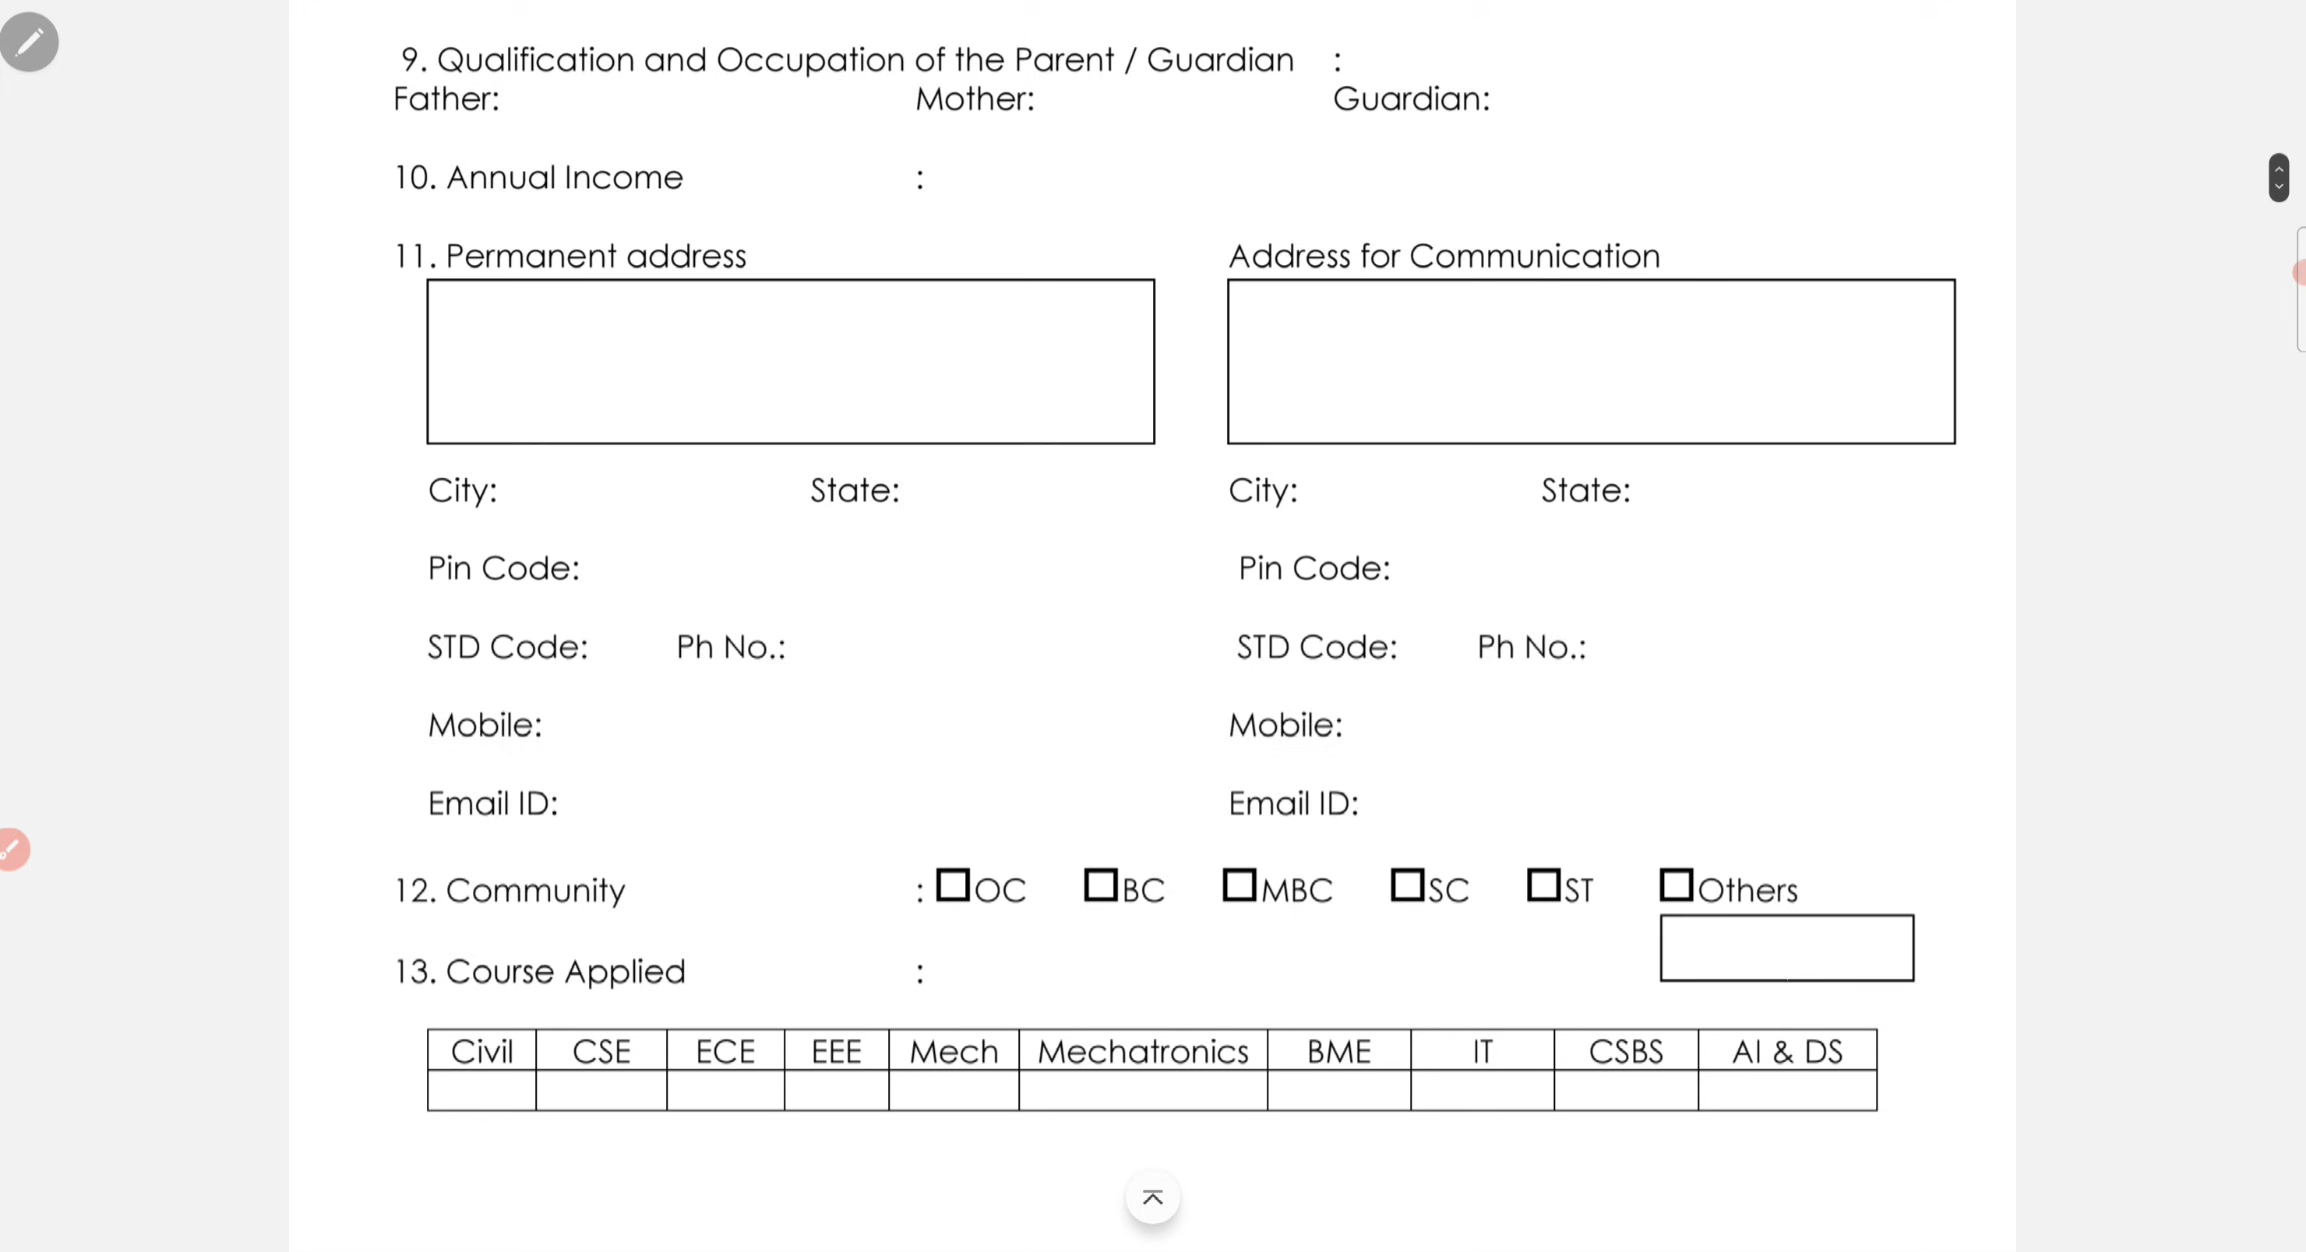 9. Qualification and Occupation of the Parent / Guardian :
Father: Mother: Guardian:
10. Annual Income :
11. Permanent address Address for Communication
City: State: City: State:
Pin Code: Pin Code:
STD Code: Ph No.: STD Code: Ph No.:
Mobile: Mobile:
Email ID: Email ID:
12. Community : OC BC MBC SC ST Others
13. Course Applied :
Civil CSE ECE EEE Mech Mechatronics BME IT CSBS AI & DS